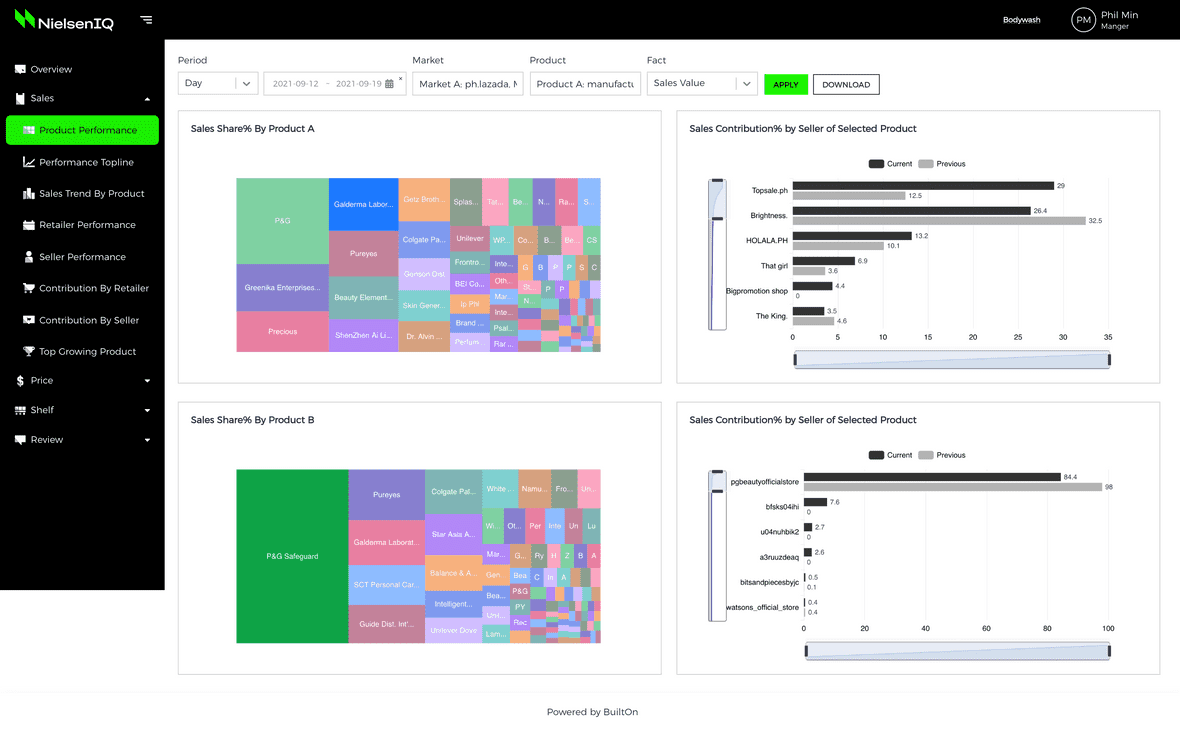 NielsenIQ
Bodywash
PM
Phil Min
Manger
Overview
Sales
Product Performance
Performance Topline
Sales Trend By Product
Retailer Performance
Seller Performance
Contribution By Retailer
Contribution By Seller
Top Growing Product
Price
Shelf
Review
Period
Market
Product
Fact
Day
2021-09-12 ~ 2021-09-19
Market A: ph.lazada,
Product A: manufactu
Sales Value
APPLY
DOWNLOAD
Sales Share% By Product A
P&G
Greenika Enterprises...
Precious
Galderma Labor...
Pureyes
Beauty Element...
ShenZhen Ai Li...
Getz Broth...
Colgate Pa...
Gonson Dist.
Skin Gener...
Dr. Alvin ...
Splas...
Tat...
Be...
N...
Ra...
S...
Unilever
WP...
Co...
B...
Be...
CS
Frontro...
Inte...
G
B
P
P
S
C
BEI Co...
Oth...
St...
P
P
Ip Phi
Mar...
N...
Inte...
Brand ...
Psal...
Perfum...
Rar ...
Sales Contribution% by Seller of Selected Product
Current
Previous
Topsale.ph
29
12.5
Brightness.
26.4
32.5
HOLALA.PH
13.2
10.1
That girl
6.9
3.6
Bigpromotion shop
4.4
0
The King.
3.5
4.6
0 5 10 15 20 25 30 35
Sales Share% By Product B
P&G Safeguard
Pureyes
Galderma Laborat...
SCT Personal Car...
Guide Dist. Int'...
Colgate Pal...
Star Asia A...
Balance & A...
Intelligent...
Unilever Dove
White ...
Namu...
Fro...
Un...
Wi...
Ot...
Per
Inte
Un
Lu
Mar...
G...
Ry
H
Z
B
A
Gen
Bea
C
In
A
Bea...
P&G
PY
Rec
Lam...
Sales Contribution% by Seller of Selected Product
Current
Previous
pgbeautyofficialstore
84.4
98
bfsks04ihi
7.6
0
u04nuhbik2
2.7
0
a3ruuzdeaq
2.6
0
bitsandpiecesbyjc
0.5
0.1
watsons_official_store
0.4
0.4
0 20 40 60 80 100
Powered by BuiltOn